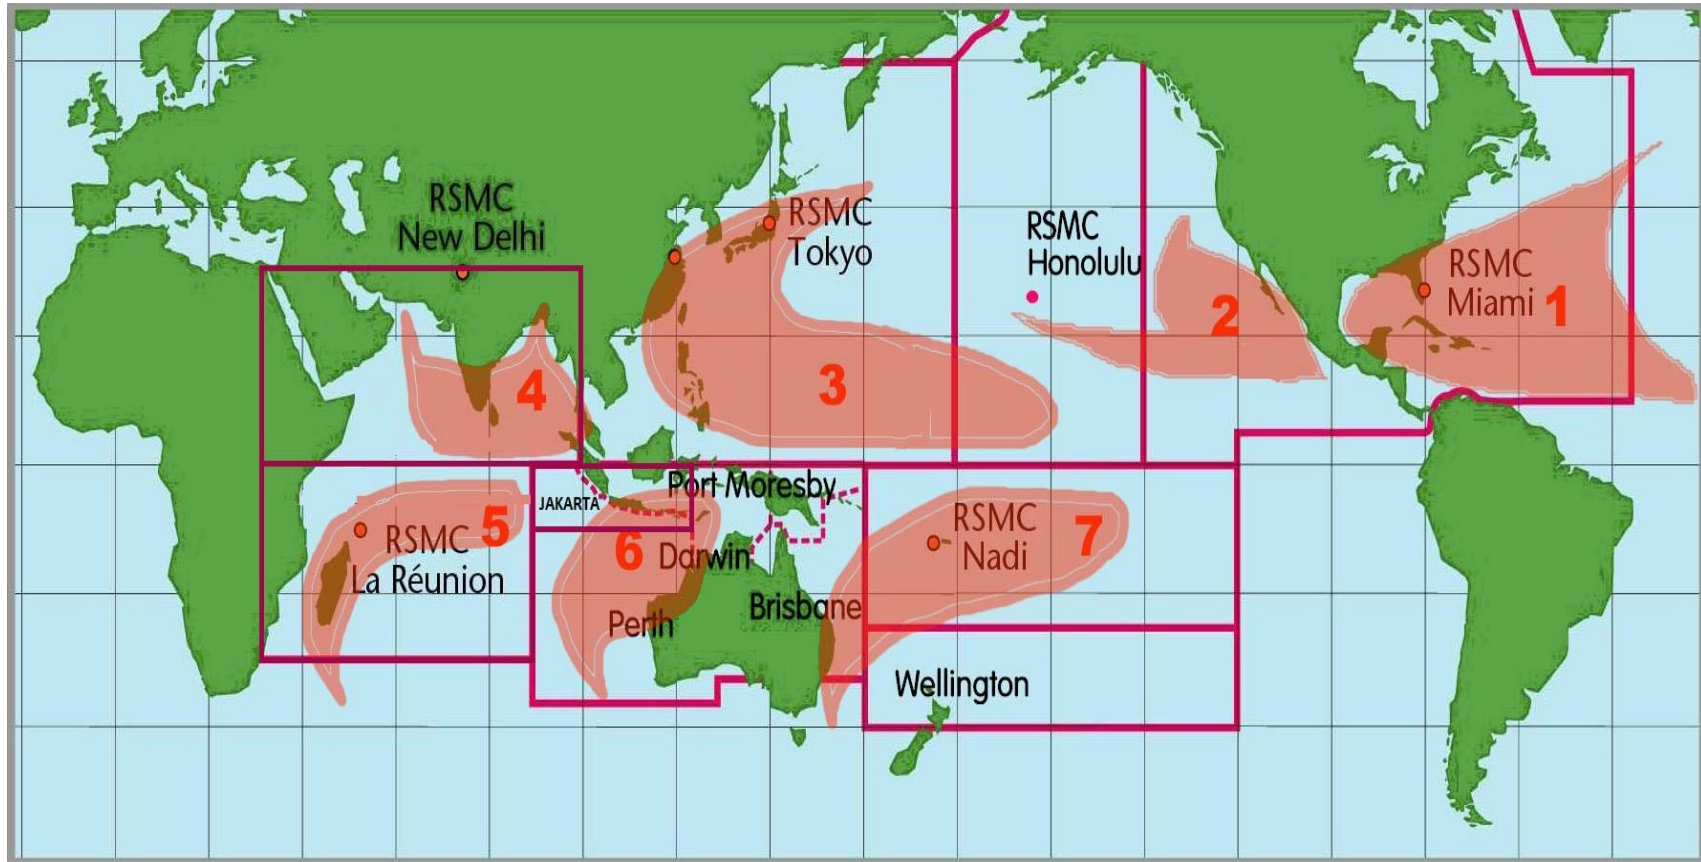 RSMC
New Delhi
RSMC
Tokyo
RSMC
Honolulu
RSMC
Miami
1
2
3
4
5
RSMC
La Réunion
JAKARTA
6
Port Moresby
Darwin
Perth
Brisbane
RSMC
Nadi
7
Wellington